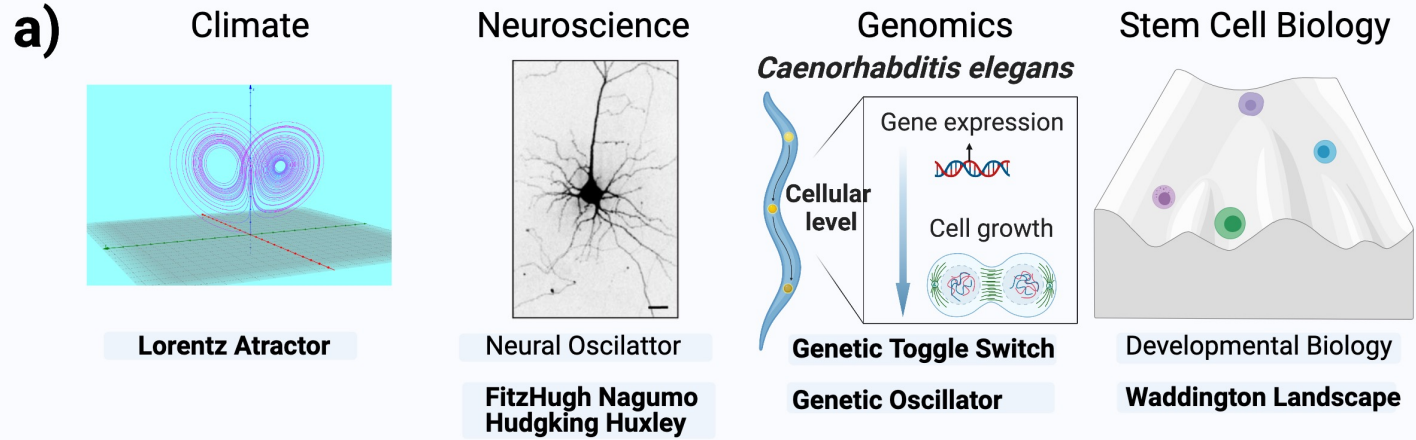 a)
Climate
Neuroscience
Genomics
Stem Cell Biology
Caenorhabditis elegans
Gene expression
Cellular
level
Cell growth
Lorentz Atractor
Neural Oscilattor
Genetic Toggle Switch
Developmental Biology
FitzHugh Nagumo
Hudgking Huxley
Genetic Oscillator
Waddington Landscape